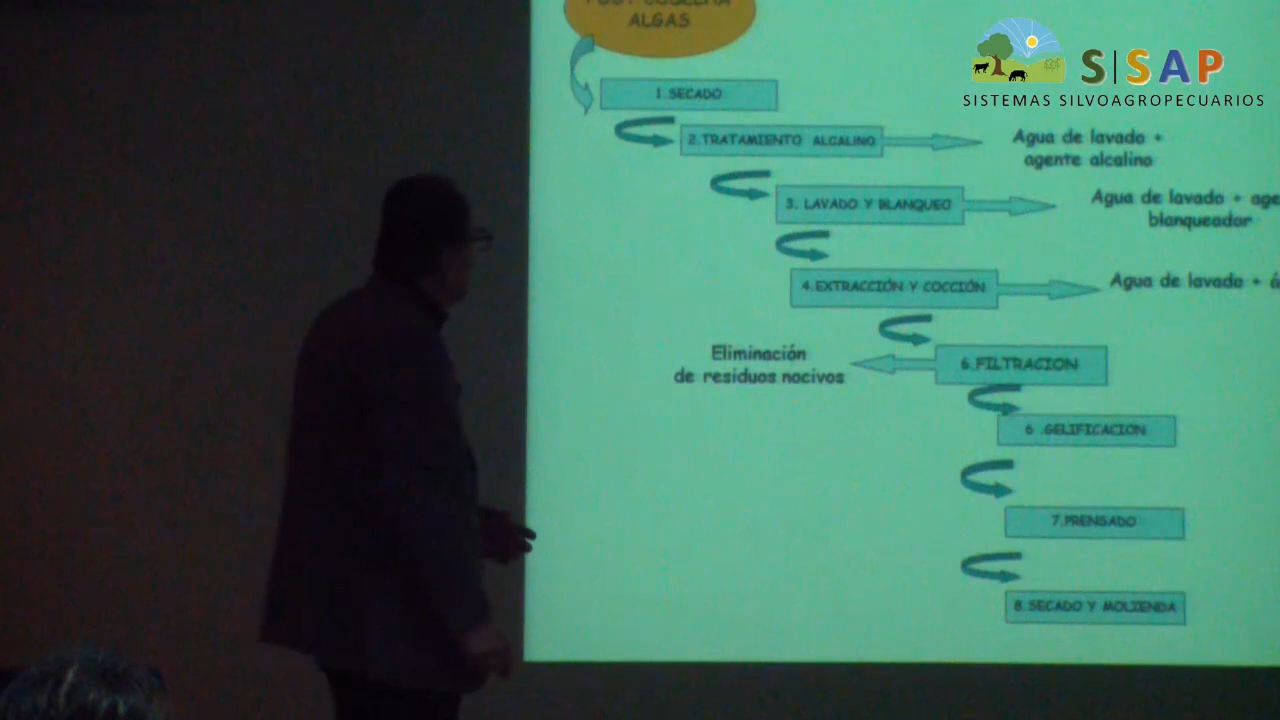 ALGAS
S|SAP
SISTEMAS SILVOAGROPECUARIOS
1.SECADO
2.TRATAMIENTO ALCALINO
Agua de lavado +
agente alcalino
3. LAVADO Y BLANQUEO
Agua de lavado +
blanqueador
4.EXTRACCIÓN Y COCCIÓN
Agua de lavado +
Eliminación
de residuos nocivos
6.FILTRACION
6 .GELIFICACION
7.PRENSADO
8.SECADO Y MOLIENDA